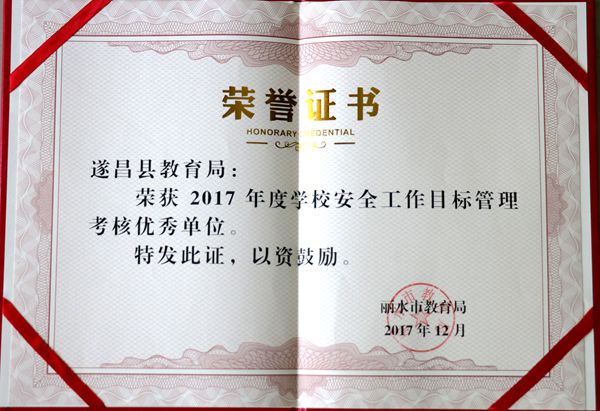 荣誉证书
HONORARY CREDENTIAL
遂昌县教育局：
荣获 2017 年度学校安全工作目标管理
考核优秀单位。
特发此证，以资鼓励。
丽水市教育局
2017 年 12 月